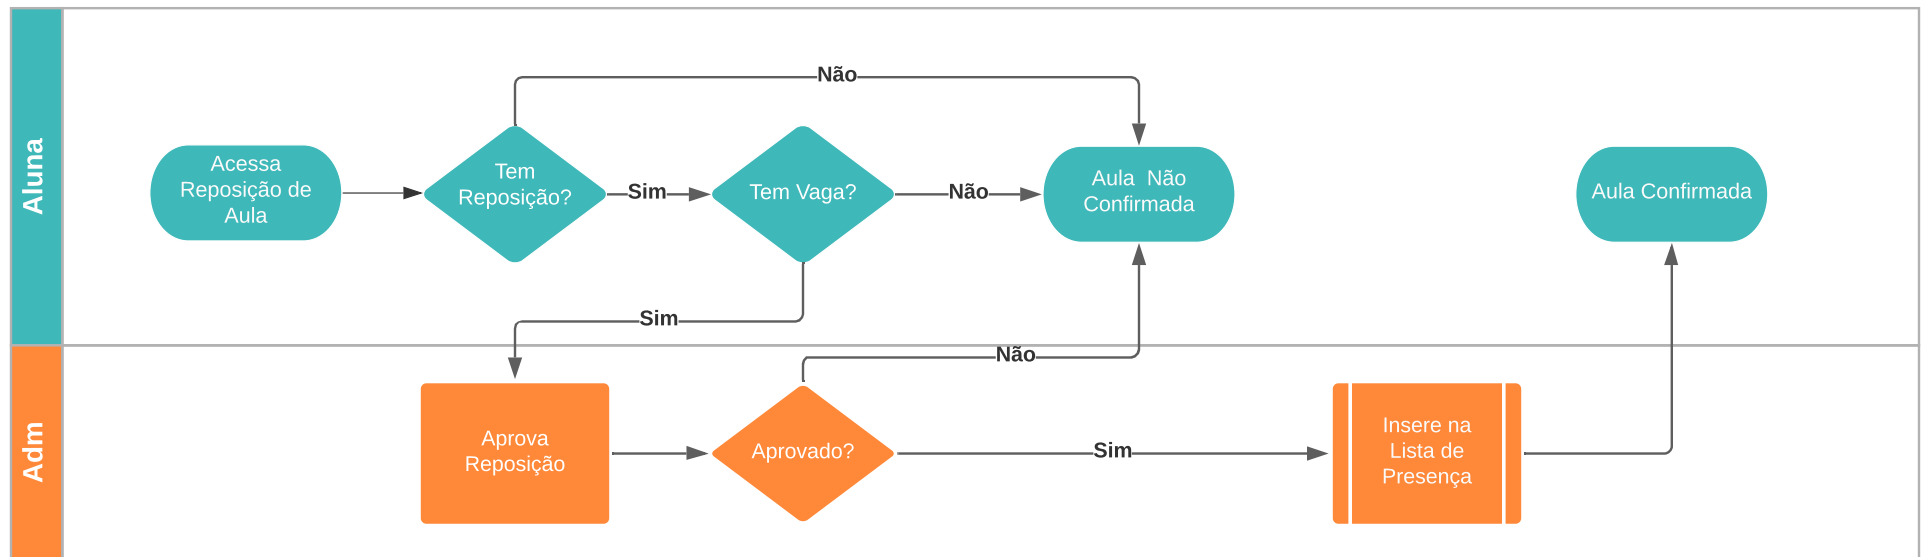 Aluna
Não
Acessa
Reposição de
Aula
Tem
Reposição?
Sim
Tem Vaga?
Não
Aula Não
Confirmada
Aula Confirmada
Sim
Não
Adm
Aprova
Reposição
Aprovado?
Sim
Insere na
Lista de
Presença